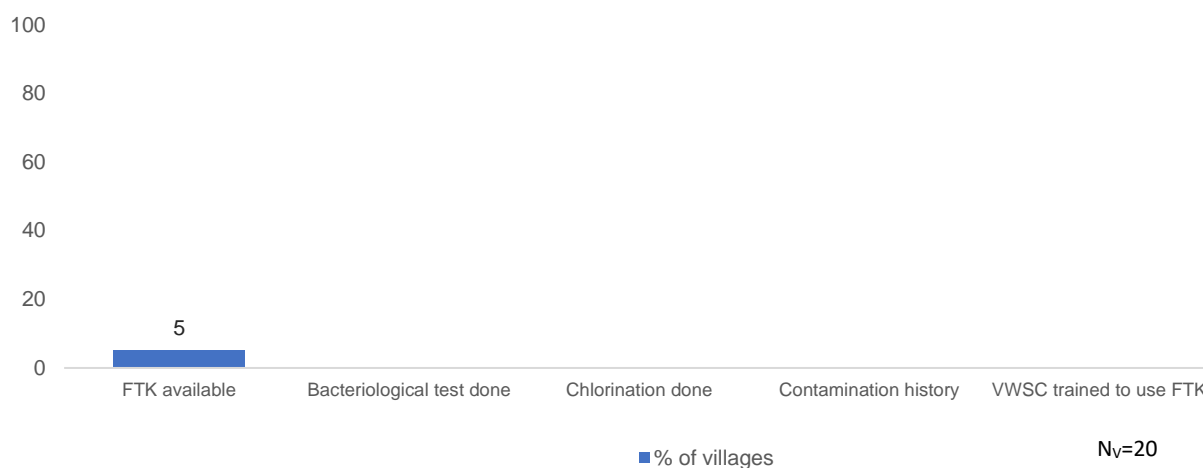 100
80
60
40
20
5
0
FTK available Bacteriological test done Chlorination done Contamination history VWSC trained to use FTK
% of villages
Nv=20